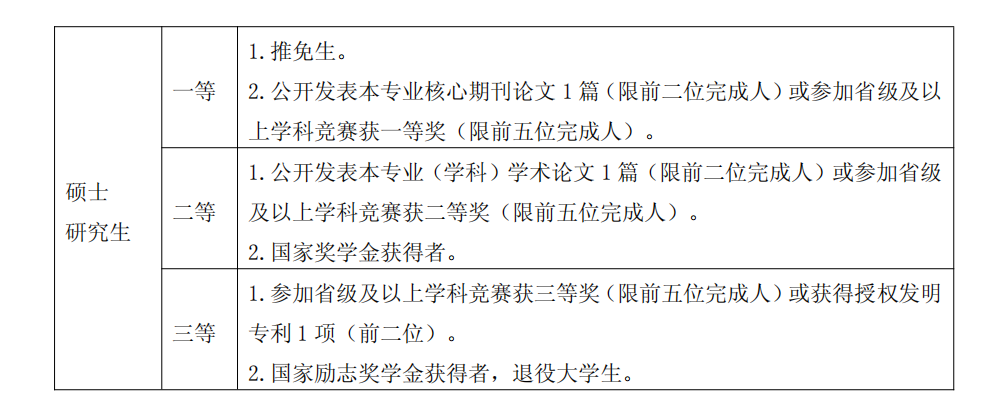 硕士
研究生
一等
1.推免生。
2.公开发表本专业核心期刊论文1篇（限前二位完成人）或参加省级及以
上学科竞赛获一等奖（限前五位完成人）。
二等
1.公开发表本专业（学科）学术论文1篇（限前二位完成人）或参加省级
及以上学科竞赛获二等奖（限前五位完成人）。
2.国家奖学金获得者。
三等
1.参加省级及以上学科竞赛获三等奖（限前五位完成人）或获得授权发明
专利1项（前二位）。
2.国家励志奖学金获得者，退役大学生。